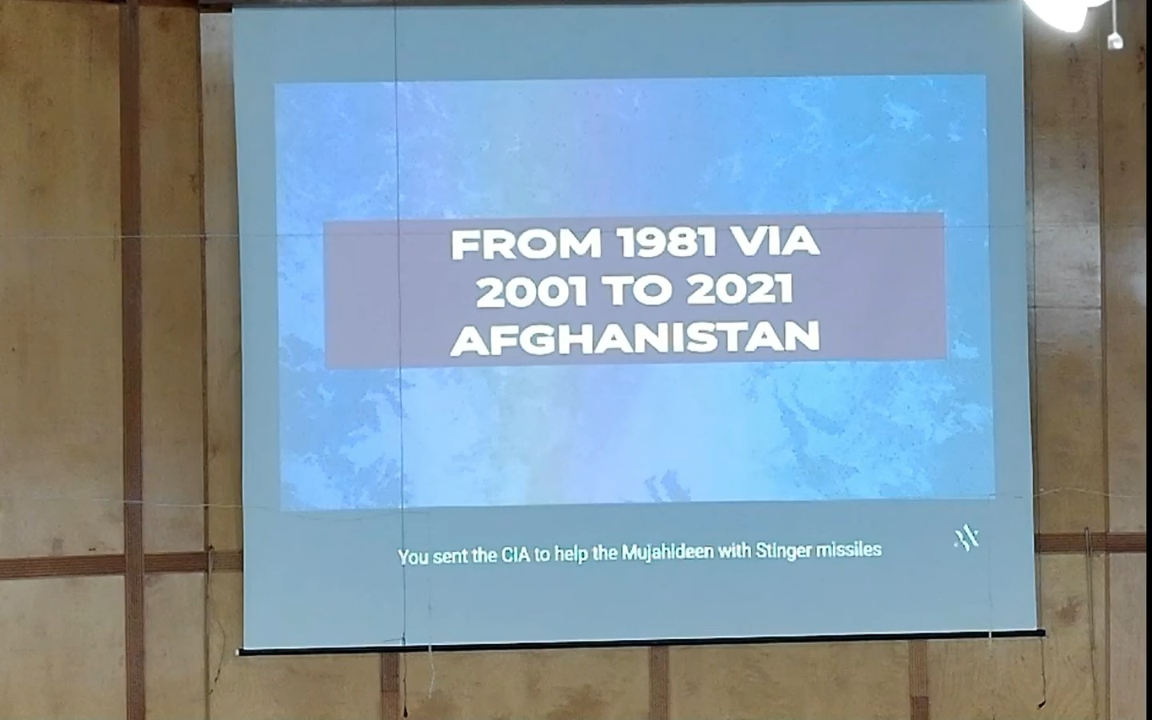 FROM 1981 VIA
2001 TO 2021
AFGHANISTAN
You sent the CIA to help the Mujahideen with Stinger missiles